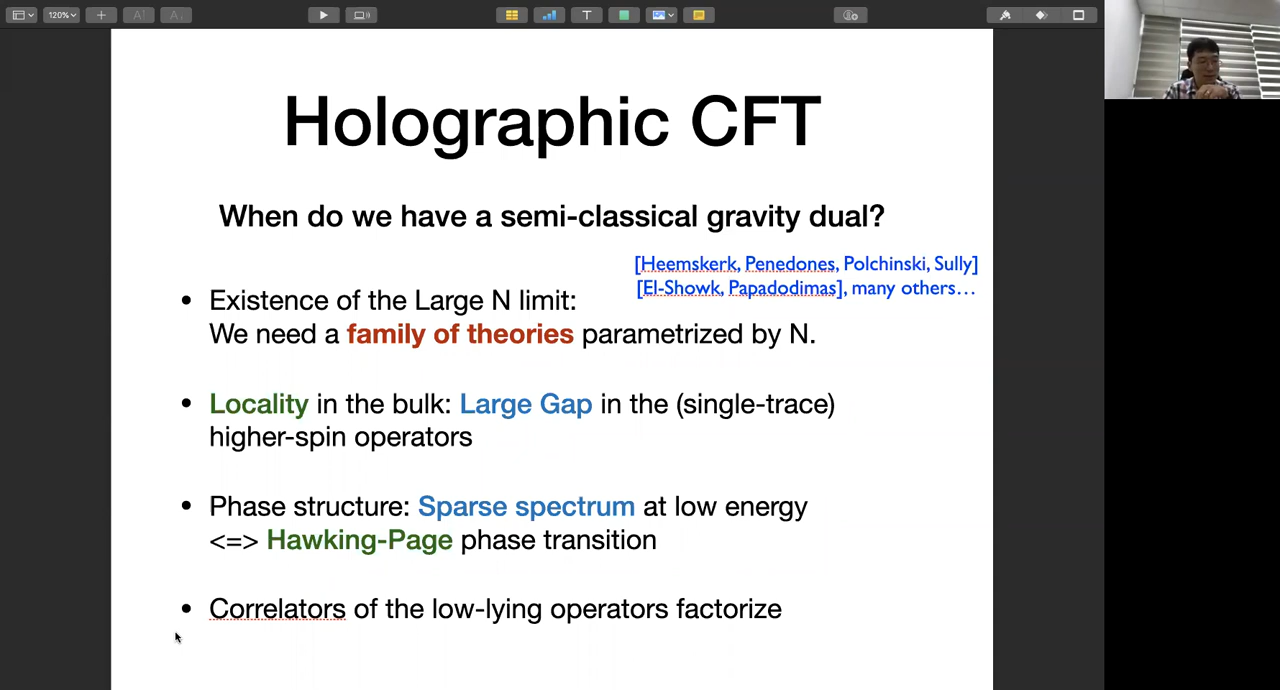 120%
Holographic CFT
When do we have a semi-classical gravity dual?
[Heemskerk, Penedones, Polchinski, Sully]
[El-Showk, Papadodimas], many others…
• Existence of the Large N limit:
We need a family of theories parametrized by N.
• Locality in the bulk: Large Gap in the (single-trace)
higher-spin operators
• Phase structure: Sparse spectrum at low energy
<=> Hawking-Page phase transition
• Correlators of the low-lying operators factorize